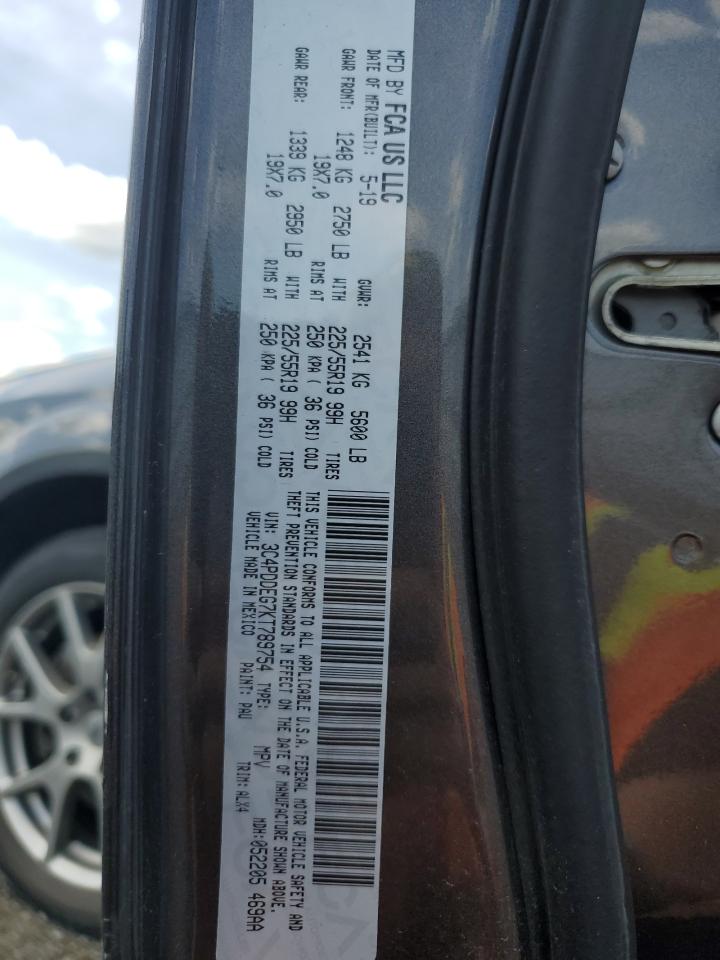 MFD BY FCA US LLC
DATE OF MFR(BUILT): 5-19 GVWR: 2541 KG 5600 LB
GAWR FRONT: 1248 KG 2750 LB WITH 225/55R19 99H TIRES
19X7.0 RIMS AT 250 KPA ( 36 PSI) COLD
GAWR REAR: 1339 KG 2950 LB WITH 225/55R19 99H TIRES
19X7.0 RIMS AT 250 KPA ( 36 PSI) COLD
THIS VEHICLE CONFORMS TO ALL APPLICABLE U.S.A. FEDERAL MOTOR VEHICLE SAFETY AND
THEFT PREVENTION STANDARDS IN EFFECT ON THE DATE OF MANUFACTURE SHOWN ABOVE.
VIN: 3C4PDDEG7KT789754 TYPE: MPV MDH:052205 469AA
VEHICLE MADE IN MEXICO PAINT: PAU TRIM:ALX4